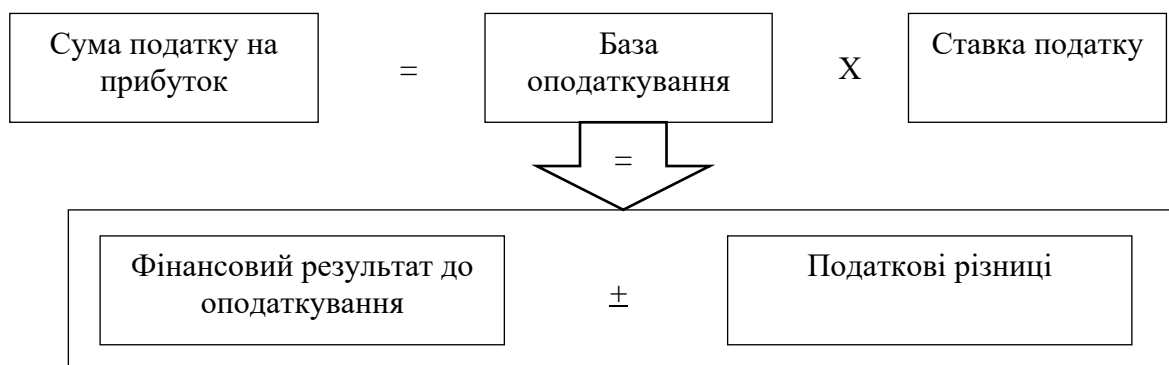 Сума податку на
прибуток
=
База
оподаткування
Х
Ставка податку
=
Фінансовий результат до
оподаткування
±
Податкові різниці